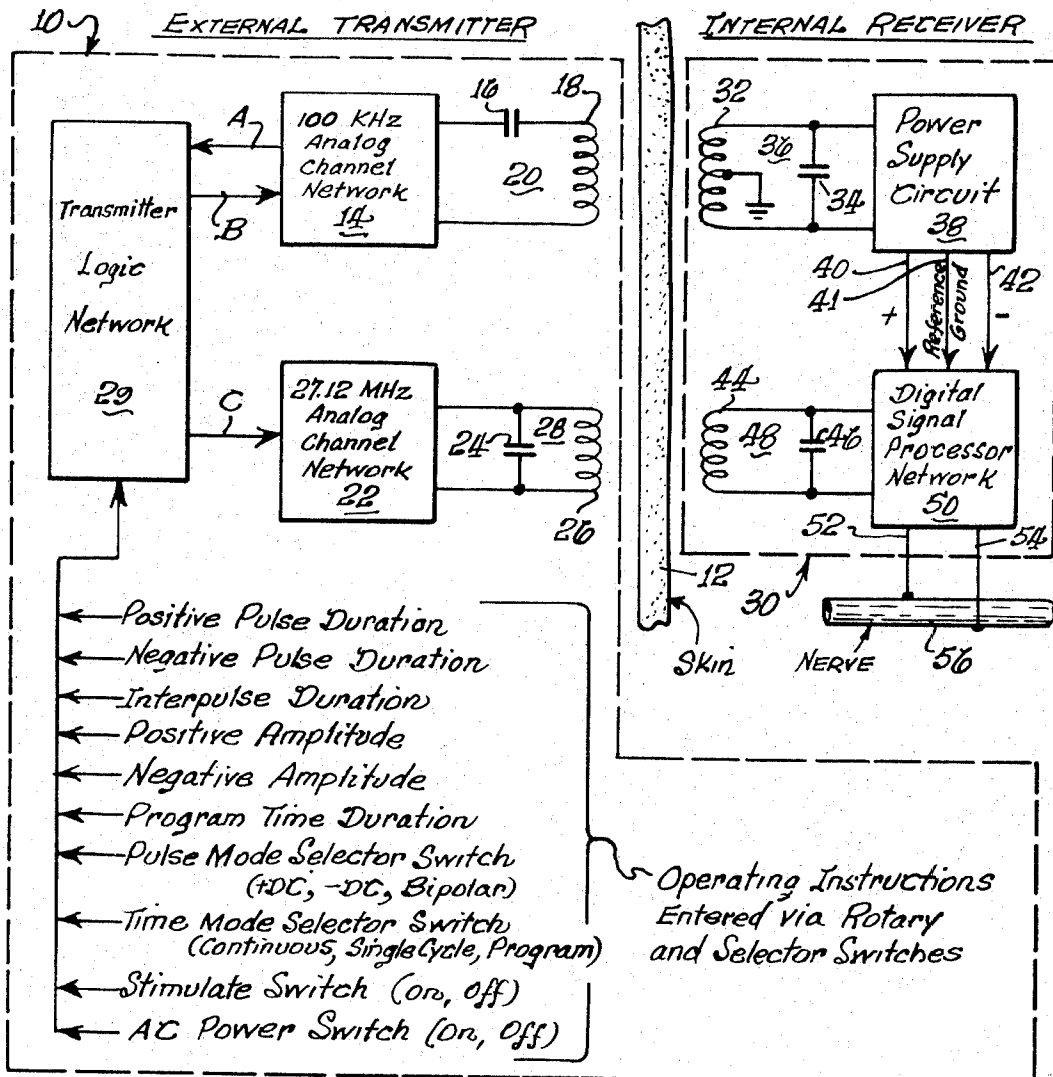 10
EXTERNAL TRANSMITTER
INTERNAL RECEIVER
Transmitter
Logic
Network
29
A
B
C
100 KHz
Analog
Channel
Network
14
16
18
20
27.12 MHz
Analog
Channel
Network
22
24
28
26
32
36
34
Power
Supply
Circuit
38
40
41
42
+
Reference
Ground
-
44
48
46
Digital
Signal
Processor
Network
50
52
54
12
30
Skin
NERVE
56
Positive Pulse Duration
Negative Pulse Duration
Interpulse Duration
Positive Amplitude
Negative Amplitude
Program Time Duration
Pulse Mode Selector Switch
(+DC, -DC, Bipolar)
Time Mode Selector Switch
(Continuous, Single Cycle, Program)
Stimulate Switch (On, Off)
AC Power Switch (On, Off)
Operating Instructions
Entered via Rotary
and Selector Switches